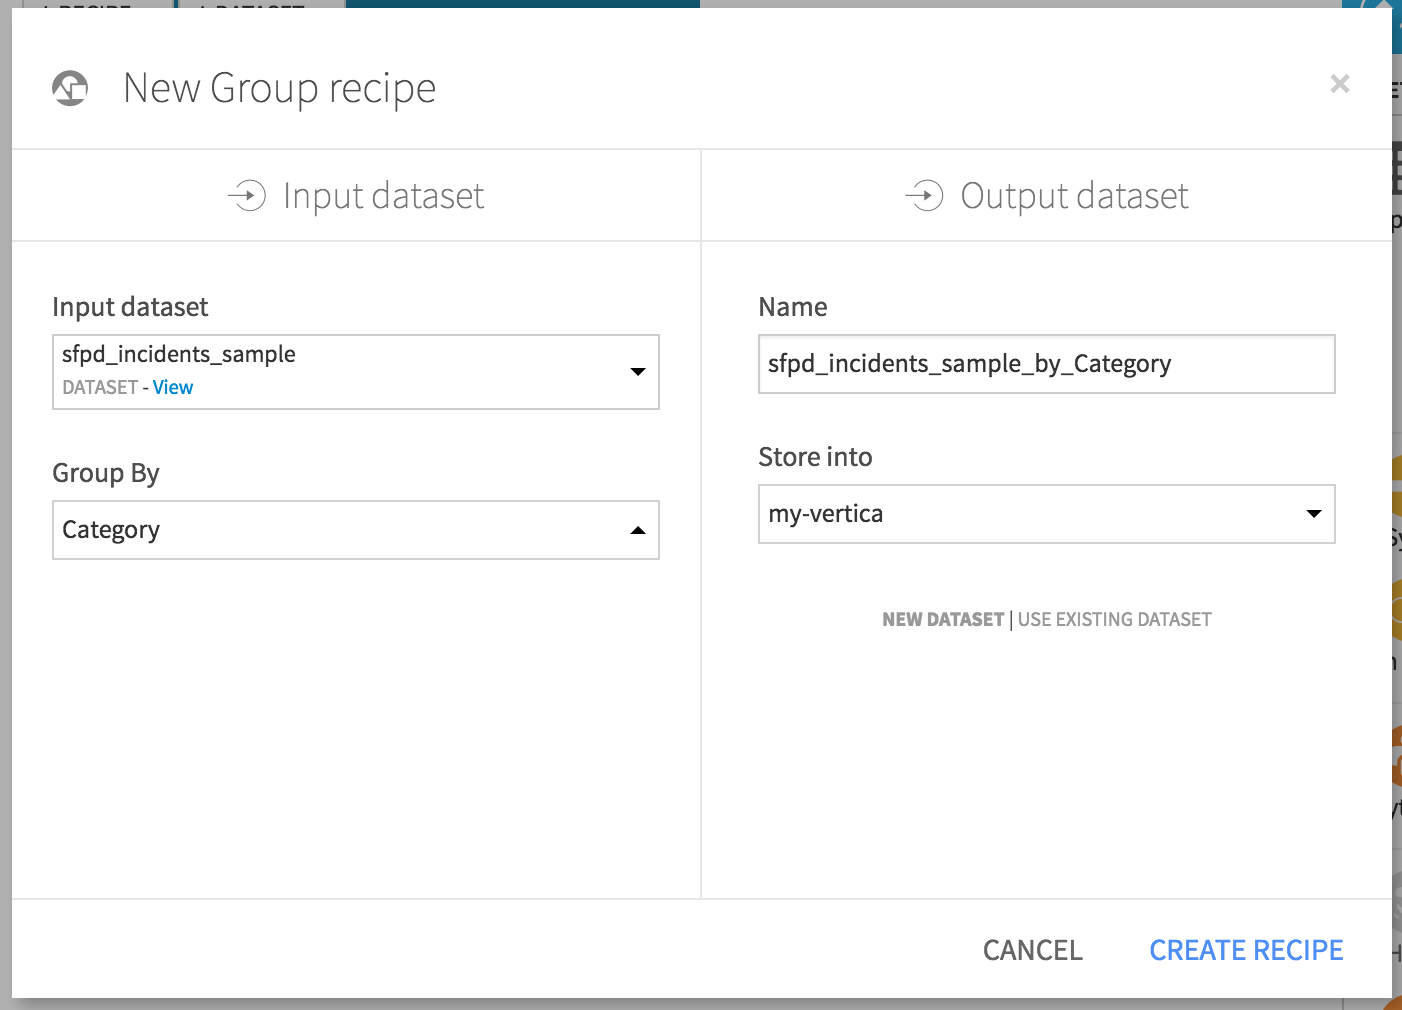 New Group recipe
×
Input dataset
Output dataset
Input dataset
sfpd_incidents_sample
DATASET - View
Group By
Category
Name
sfpd_incidents_sample_by_Category
Store into
my-vertica
NEW DATASET | USE EXISTING DATASET
CANCEL
CREATE RECIPE